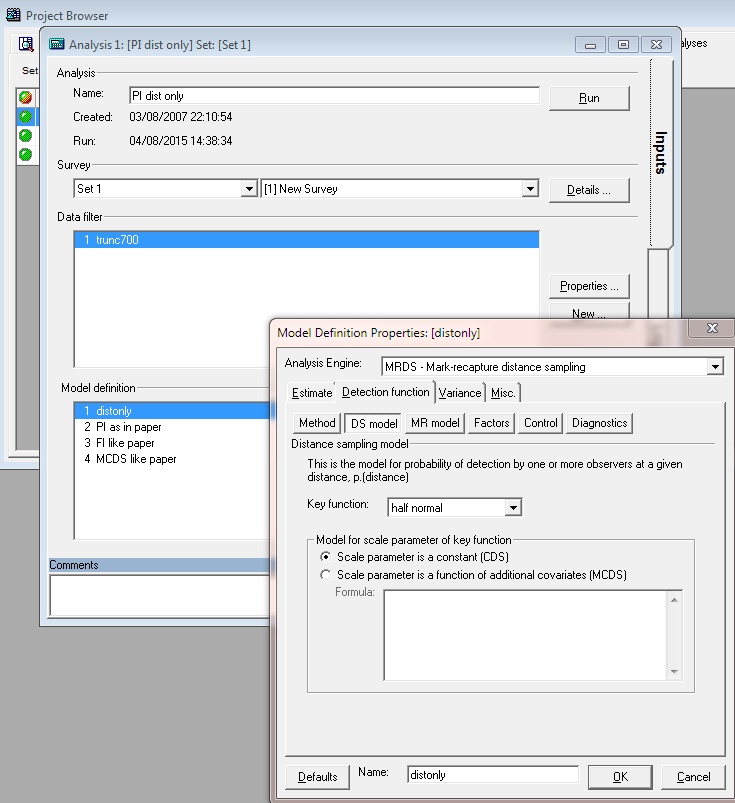 Project Browser
Set
alyses
Analysis 1: [PI dist only] Set: [Set 1]
Analysis
Name: PI dist only
Run
Created: 03/08/2007 22:10:54
Run: 04/08/2015 14:38:34
Inputs
Survey
Set 1 [1] New Survey Details ...
Data filter
1 trunc700
Properties ...
New ...
Model definition
1 distonly
2 PI as in paper
3 FI like paper
4 MCDS like paper
Comments
Model Definition Properties: [distonly]
Analysis Engine: MRDS - Mark-recapture distance sampling
Estimate Detection function Variance Misc.
Method DS model MR model Factors Control Diagnostics
Distance sampling model
This is the model for probability of detection by one or more observers at a given
distance, p.(distance)
Key function: half normal
Model for scale parameter of key function
Scale parameter is a constant (CDS)
Scale parameter is a function of additional covariates (MCDS)
Formula:
Defaults Name: distonly OK Cancel